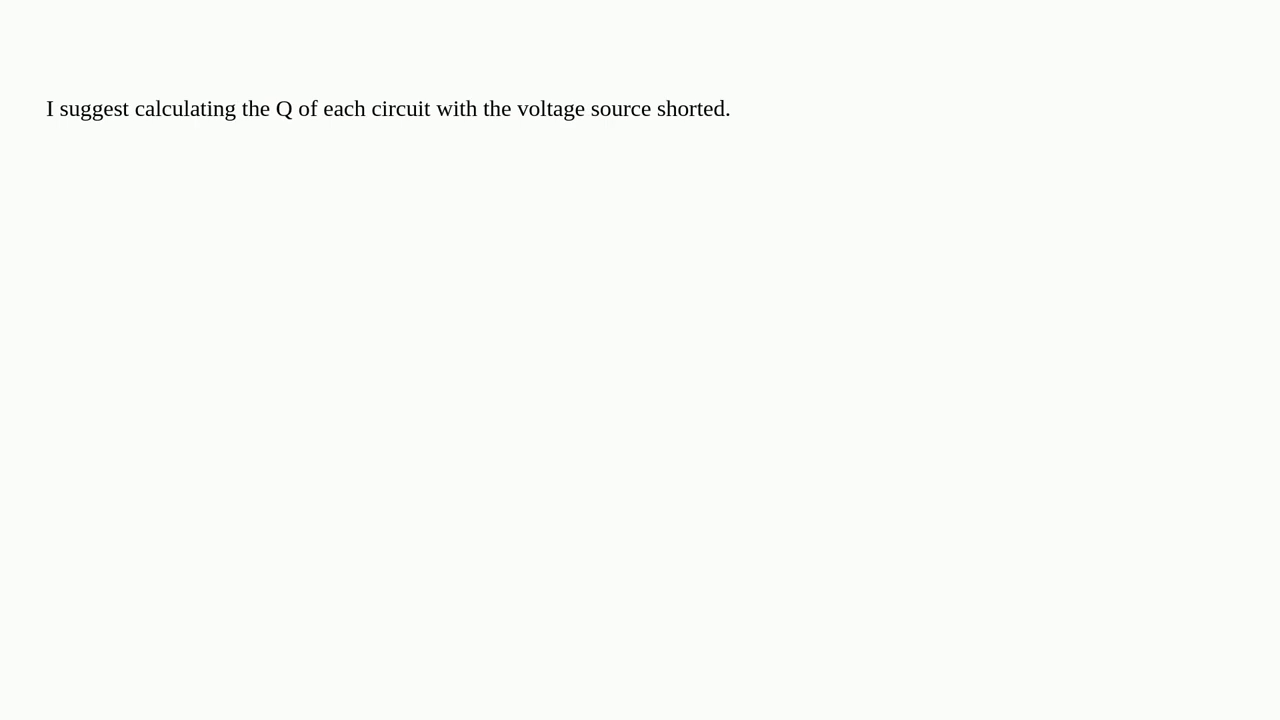 I suggest calculating the Q of each circuit with the voltage source shorted.